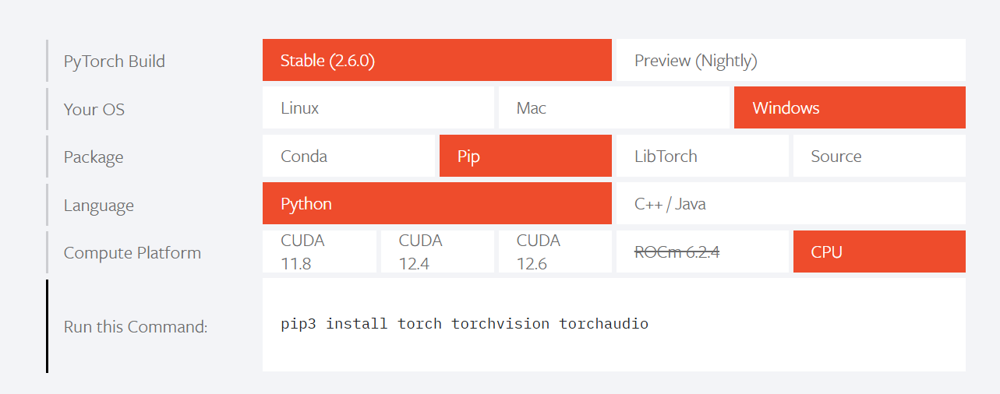 PyTorch Build
Stable (2.6.0)
Preview (Nightly)
Your OS
Linux
Mac
Windows
Package
Conda
Pip
LibTorch
Source
Language
Python
C++ / Java
Compute Platform
CUDA
11.8
CUDA
12.4
CUDA
12.6
ROCm 6.2.4
CPU
Run this Command:
pip3 install torch torchvision torchaudio